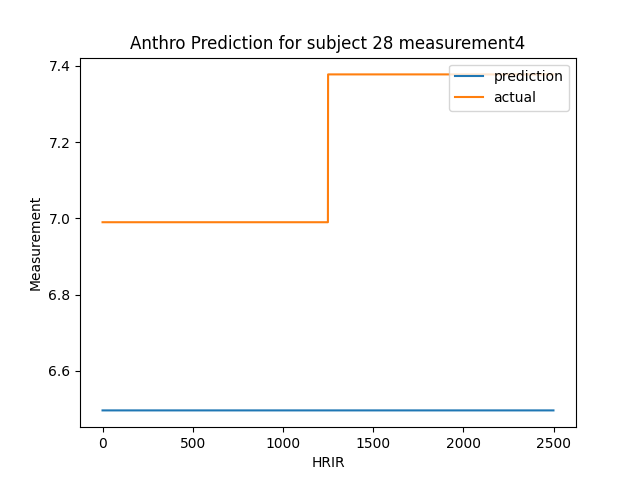 Anthro Prediction for subject 28 measurement4
prediction
actual
7.4
7.2
7.0
6.8
6.6
Measurement
0
500
1000
1500
2000
2500
HRIR